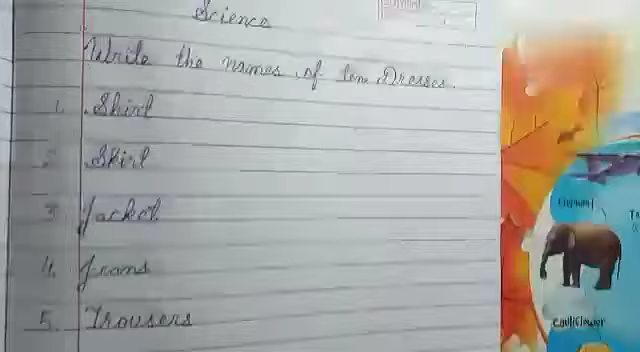 Science
Write the names of ten Dresses.
1. Shirt
2. Skirt
3. Jacket
4. Jeans
5. Trousers
Elephant
Cauliflower